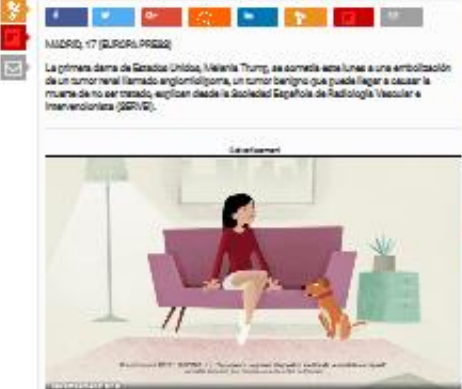 MADRID, 17 (EUROPA PRESS)
La primera dama de Estados Unidos, Melania Trump, se sometía este lunes a una embolización
de un tumor renal llamado angiomiolipoma, un tumor benigno que puede llegar a causar la
muerte de no ser tratado, explican desde la Sociedad Española de Radiología Vascular e
Intervencionista (SERVEI).
Advertisement